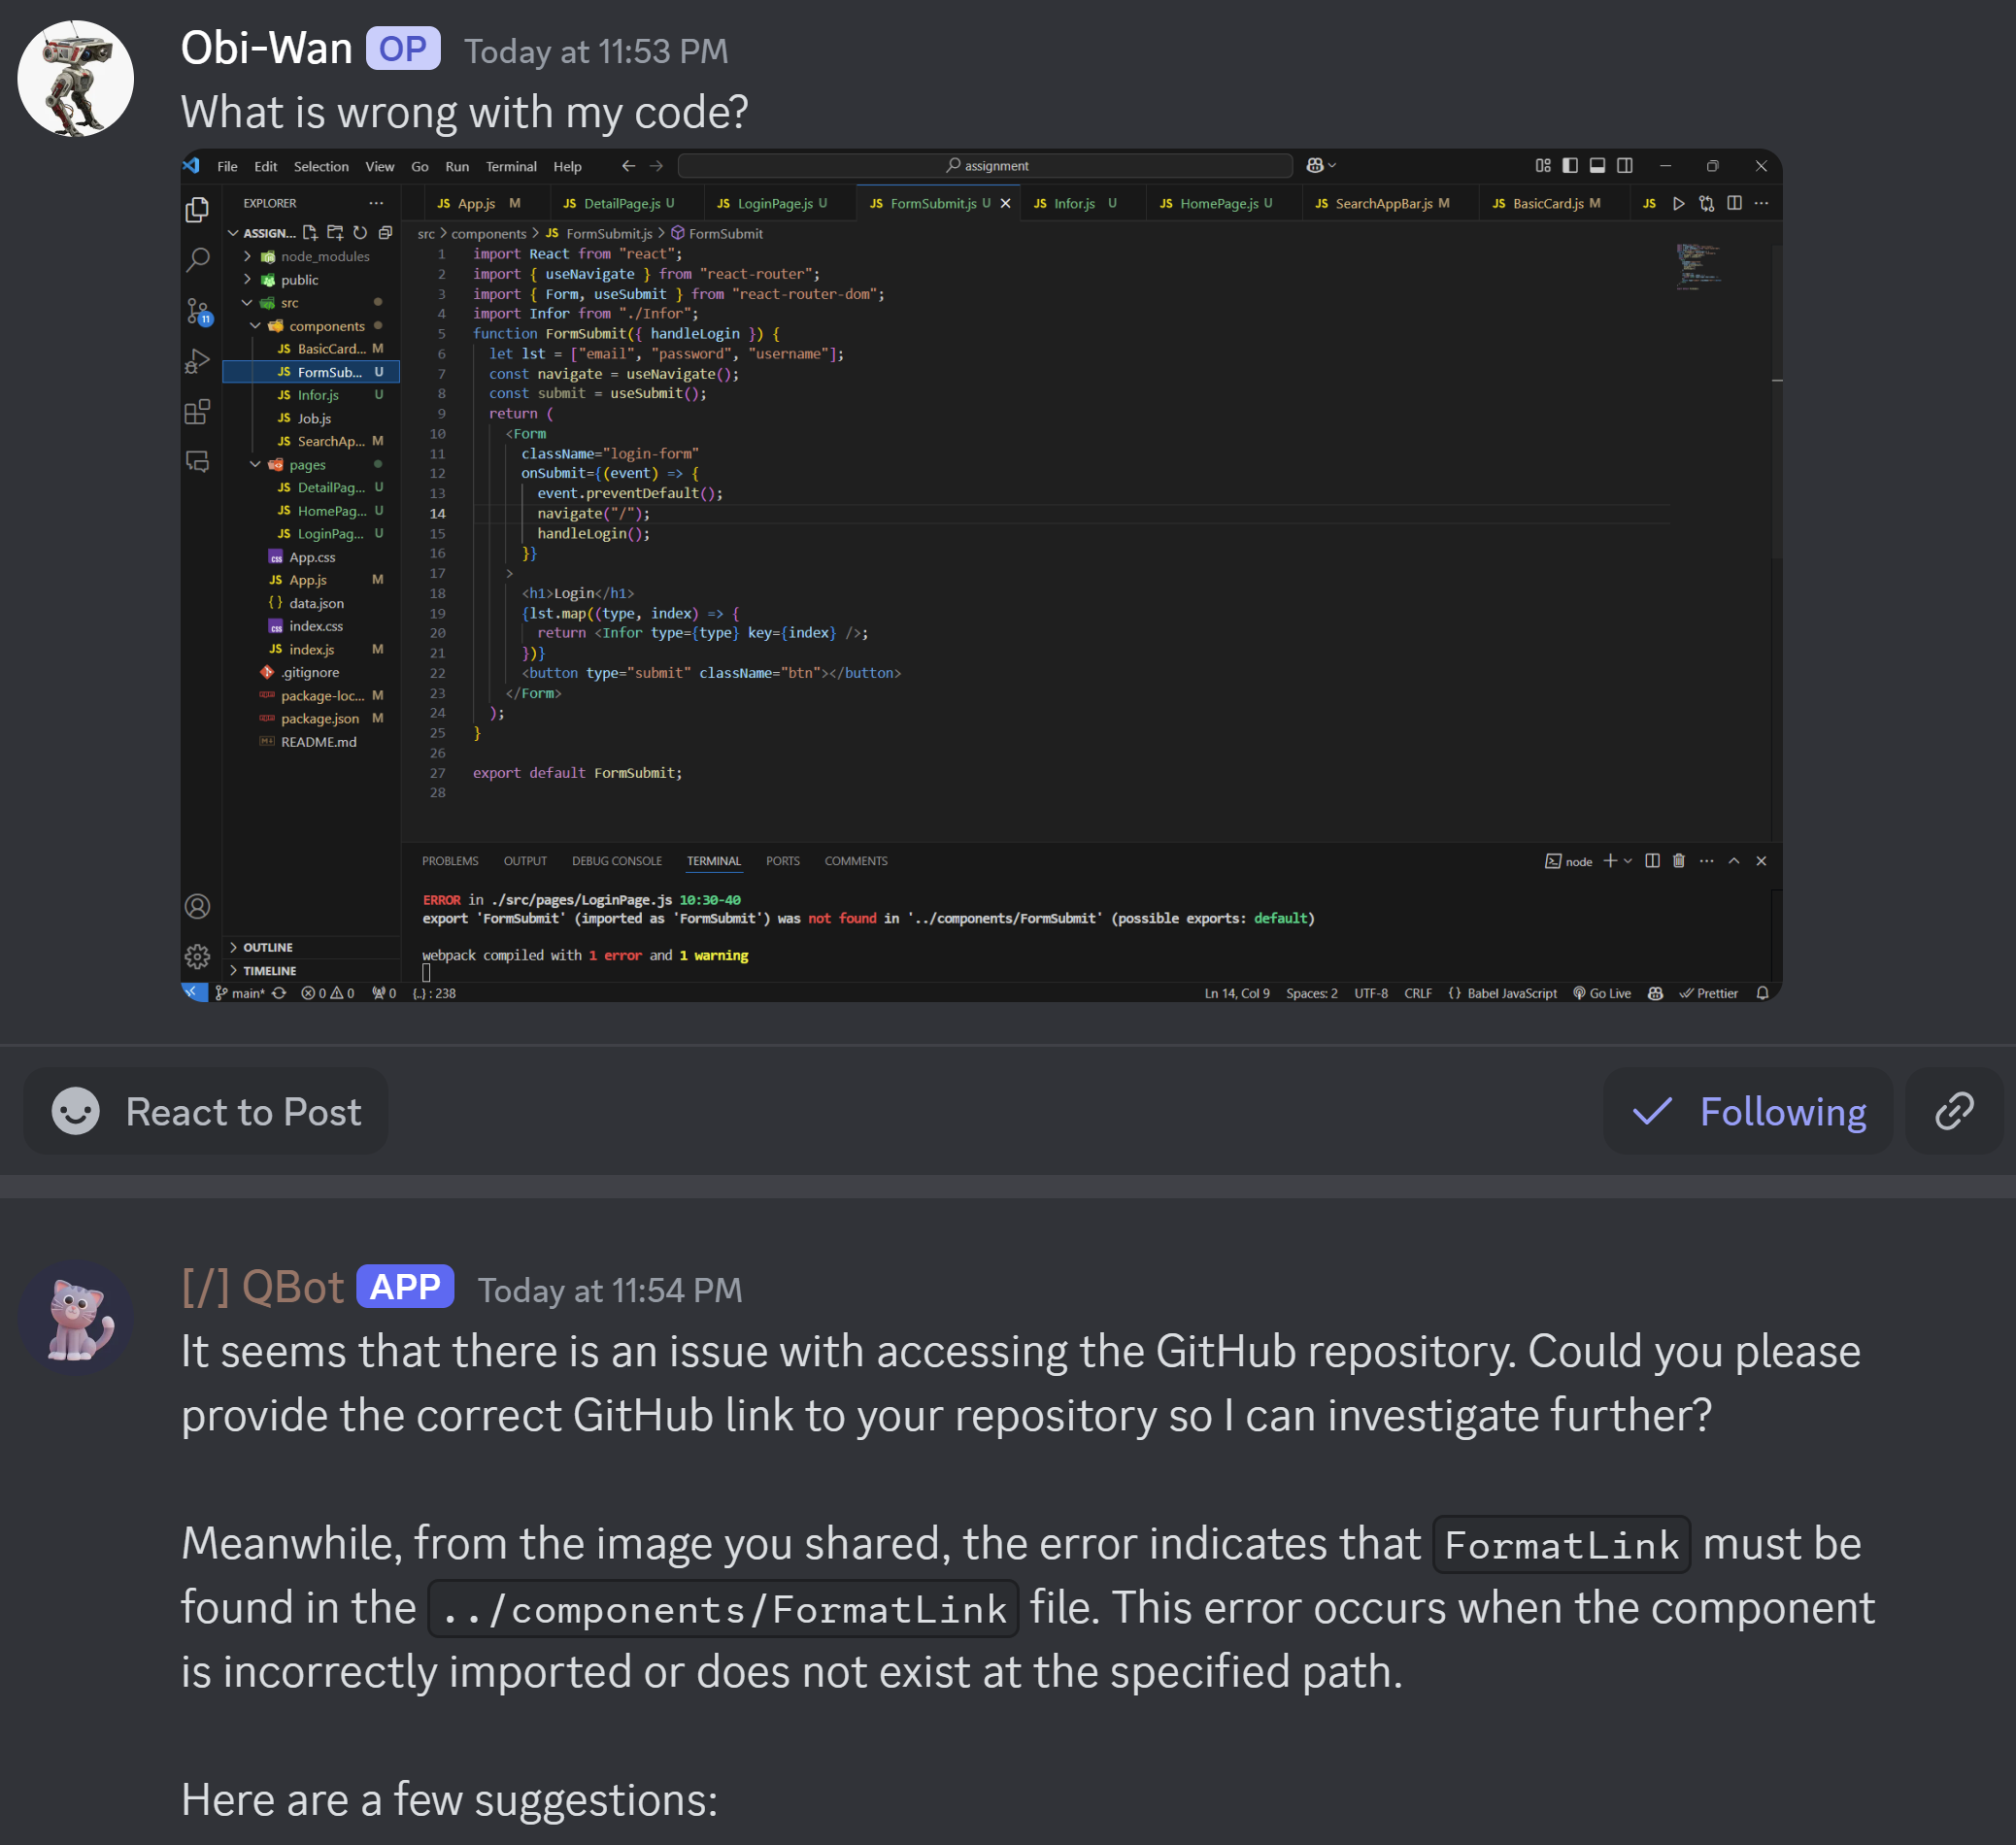 Obi-Wan OP Today at 11:53 PM
What is wrong with my code?
File Edit Selection View Go Run Terminal Help assignment
EXPLORER
JS App.js M JS DetailPage.js U JS LoginPage.js U JS FormSubmit.js U JS Infor.js U JS HomePage.js U JS SearchAppBar.js M JS BasicCard.js M JS
ASSIGN...
src > components > JS FormSubmit.js > FormSubmit
node_modules
public
src
components
JS BasicCard... M
JS FormSub... U
JS Infor.js U
JS Job.js
JS SearchAp... M
pages
JS DetailPag... U
JS HomePag... U
JS LoginPag... U
CSS App.css
JS App.js M
{} data.json
CSS index.css
JS index.js M
.gitignore
package-loc... M
package.json M
README.md
OUTLINE
TIMELINE
11
1 import React from "react";
2 import { useNavigate } from "react-router";
3 import { Form, useSubmit } from "react-router-dom";
4 import Infor from "./Infor";
5 function FormSubmit({ handleLogin }) {
6 let lst = ["email", "password", "username"];
7 const navigate = useNavigate();
8 const submit = useSubmit();
9 return (
10 <Form
11 className="login-form"
12 onSubmit={(event) => {
13 event.preventDefault();
14 navigate("/");
15 handleLogin();
16 }}
17 >
18 <h1>Login</h1>
19 {lst.map((type, index) => {
20 return <Infor type={type} key={index} />;
21 })}
22 <button type="submit" className="btn"></button>
23 </Form>
24 );
25 }
26
27 export default FormSubmit;
28
PROBLEMS OUTPUT DEBUG CONSOLE TERMINAL PORTS COMMENTS node
ERROR in ./src/pages/LoginPage.js 10:30-40
export 'FormSubmit' (imported as 'FormSubmit') was not found in '../components/FormSubmit' (possible exports: default)
webpack compiled with 1 error and 1 warning
main* 0 0 0 {..} : 238 Ln 14, Col 9 Spaces: 2 UTF-8 CRLF {} Babel JavaScript Go Live Prettier
React to Post Following
[/] QBot APP Today at 11:54 PM
It seems that there is an issue with accessing the GitHub repository. Could you please
provide the correct GitHub link to your repository so I can investigate further?
Meanwhile, from the image you shared, the error indicates that FormatLink must be
found in the ../components/FormatLink file. This error occurs when the component
is incorrectly imported or does not exist at the specified path.
Here are a few suggestions: